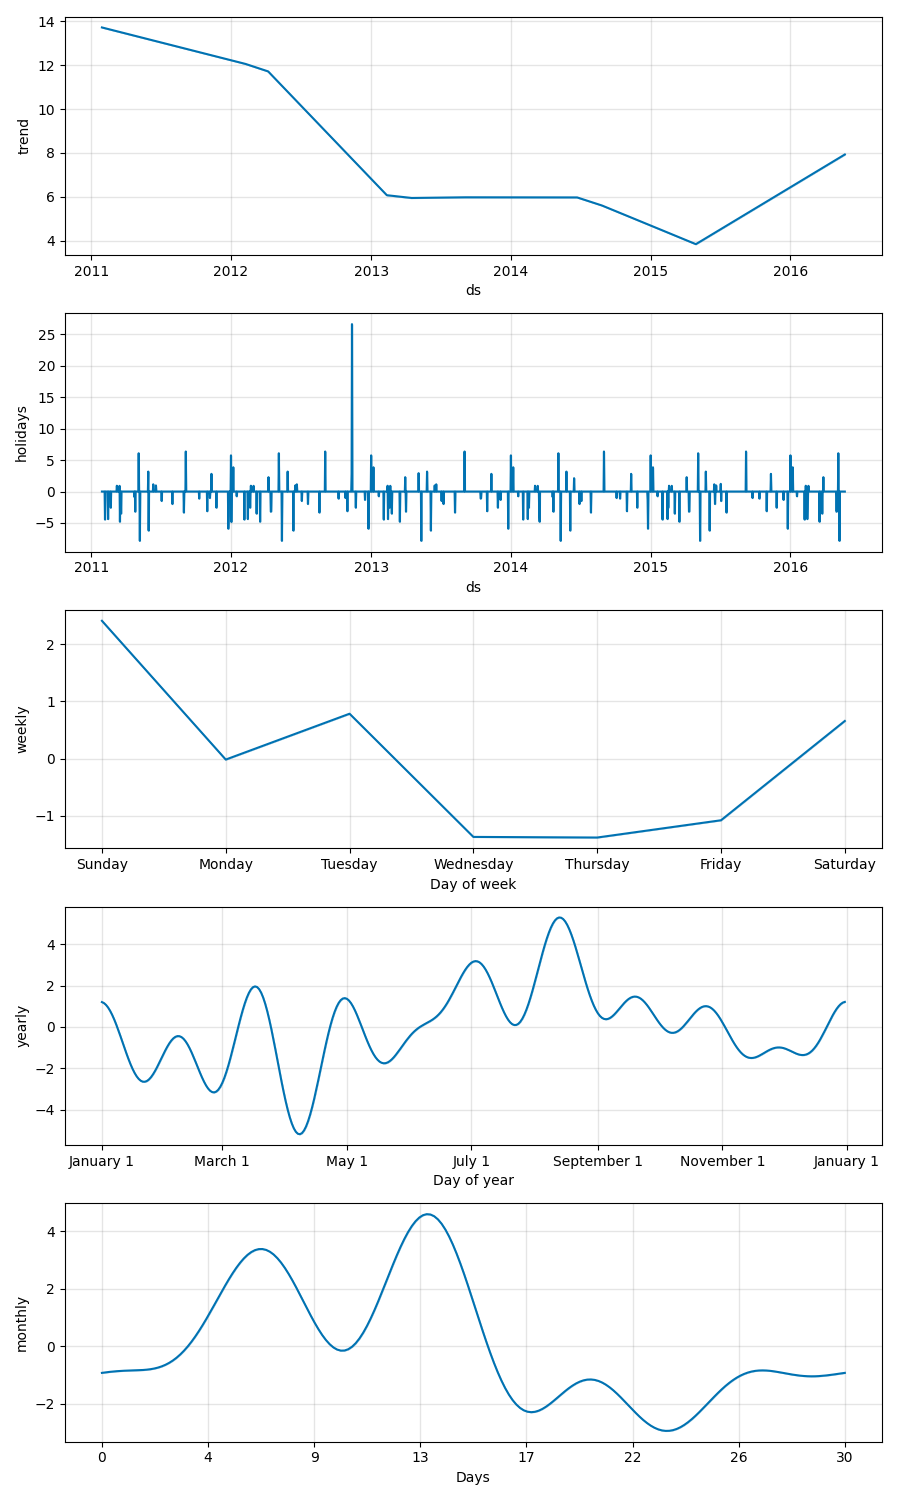 14
12
10
8
6
4
trend
2011 2012 2013 2014 2015 2016
ds
25
20
15
10
5
0
−5
holidays
2011 2012 2013 2014 2015 2016
ds
2
1
0
−1
weekly
Sunday Monday Tuesday Wednesday Thursday Friday Saturday
Day of week
4
2
0
−2
−4
yearly
January 1 March 1 May 1 July 1 September 1 November 1 January 1
Day of year
4
2
0
−2
monthly
0 4 9 13 17 22 26 30
Days